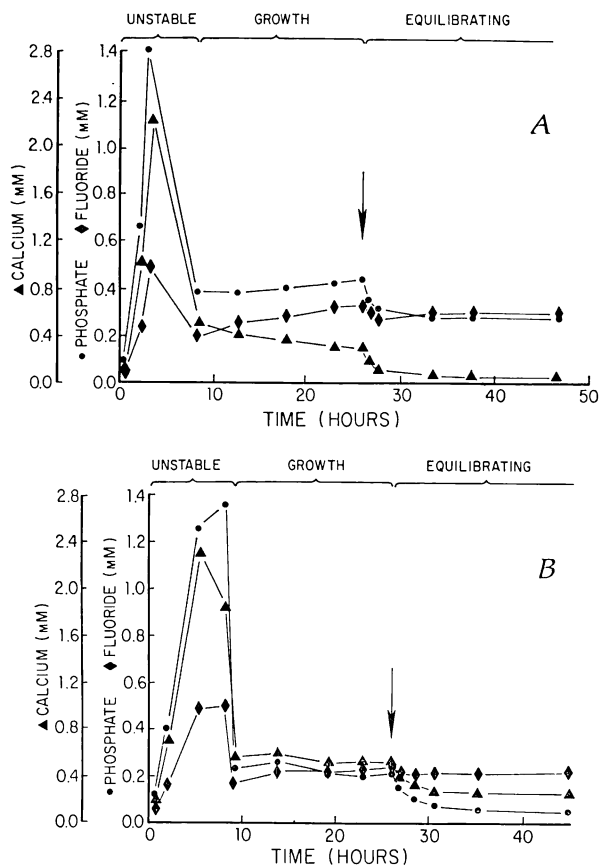 UNSTABLE GROWTH EQUILIBRATING
▲ CALCIUM (mM)
● PHOSPHATE ◆ FLUORIDE (mM)
2.8 1.4
2.4 1.2
2.0 1.0
1.6 0.8
1.2 0.6
0.8 0.4
0.4 0.2
0.0 0.0
A
0 10 20 30 40 50
TIME (HOURS)
UNSTABLE GROWTH EQUILIBRATING
▲ CALCIUM (mM)
● PHOSPHATE ◆ FLUORIDE (mM)
2.8 1.4
2.4 1.2
2.0 1.0
1.6 0.8
1.2 0.6
0.8 0.4
0.4 0.2
0.0 0.0
B
0 10 20 30 40
TIME (HOURS)